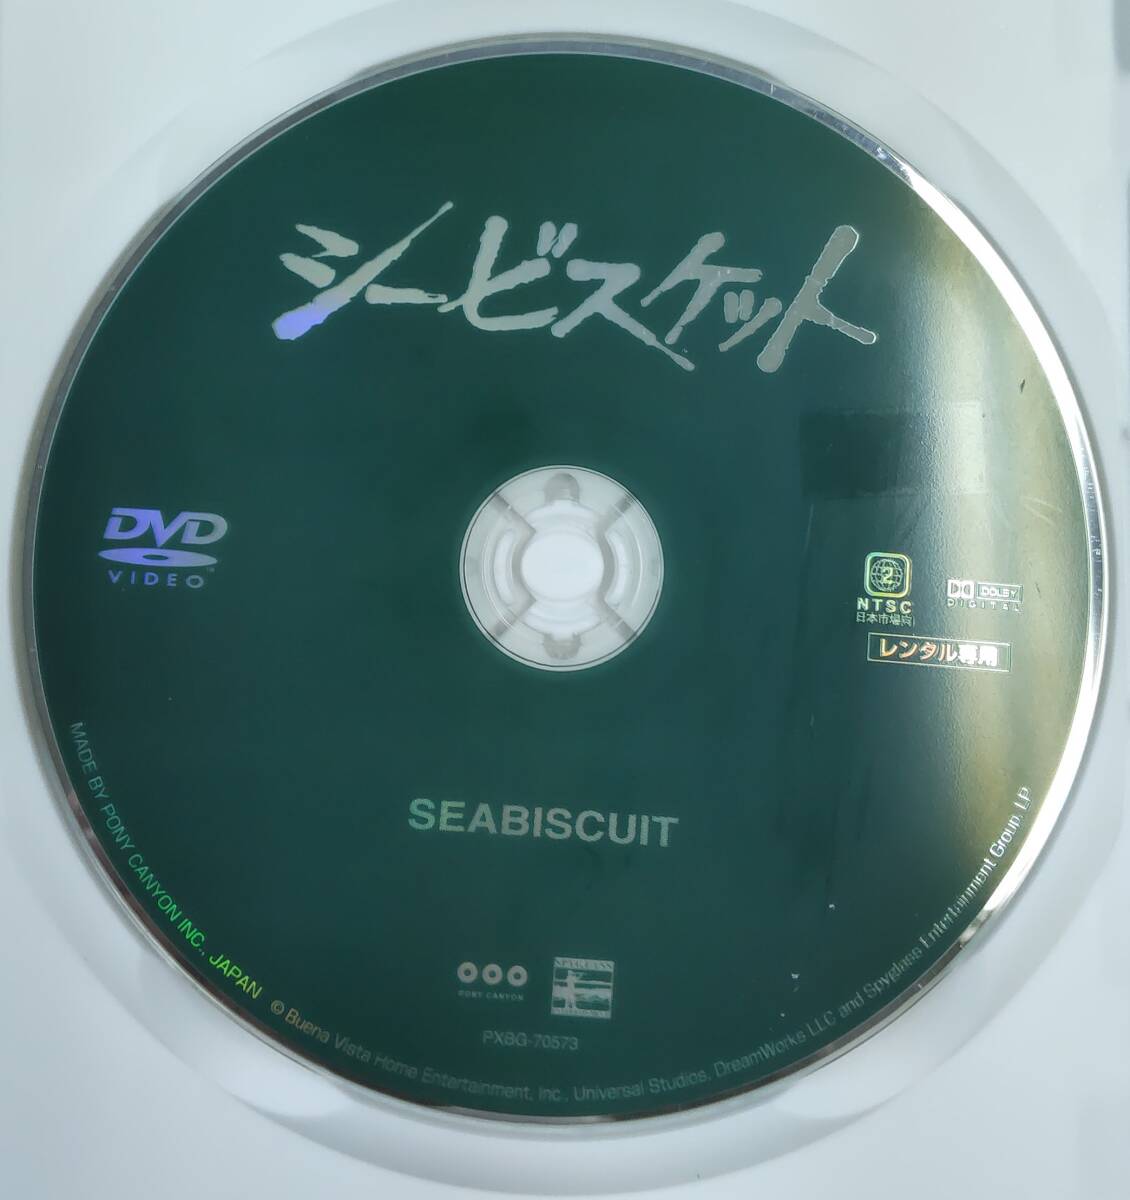 シービスケット
DVD
VIDEO
2
NTSC
日本市場向
DOLBY
DIGITAL
レンタル専用
SEABISCUIT
PONY CANYON
SPYGLASS
PXBG-70573
MADE BY PONY CANYON INC., JAPAN © Buena Vista Home Entertainment, Inc., Universal Studios, DreamWorks LLC and Spyglass Entertainment Group, LP